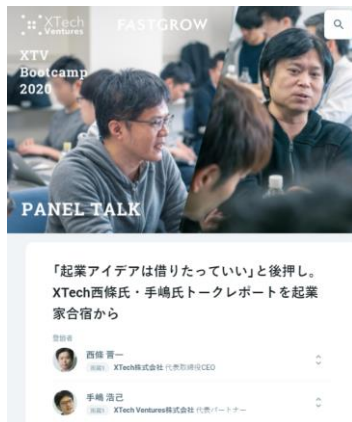 XTech
Ventures
FASTGROW
XTV
Bootcamp
2020
PANEL TALK
「起業アイデアは借りたっていい」と後押し。
XTech西條氏・手嶋氏トークレポートを起業
家合宿から
登壇者
西條 晋一
XTech株式会社 代表取締役CEO
手嶋 浩己
XTech Ventures株式会社 代表パートナー